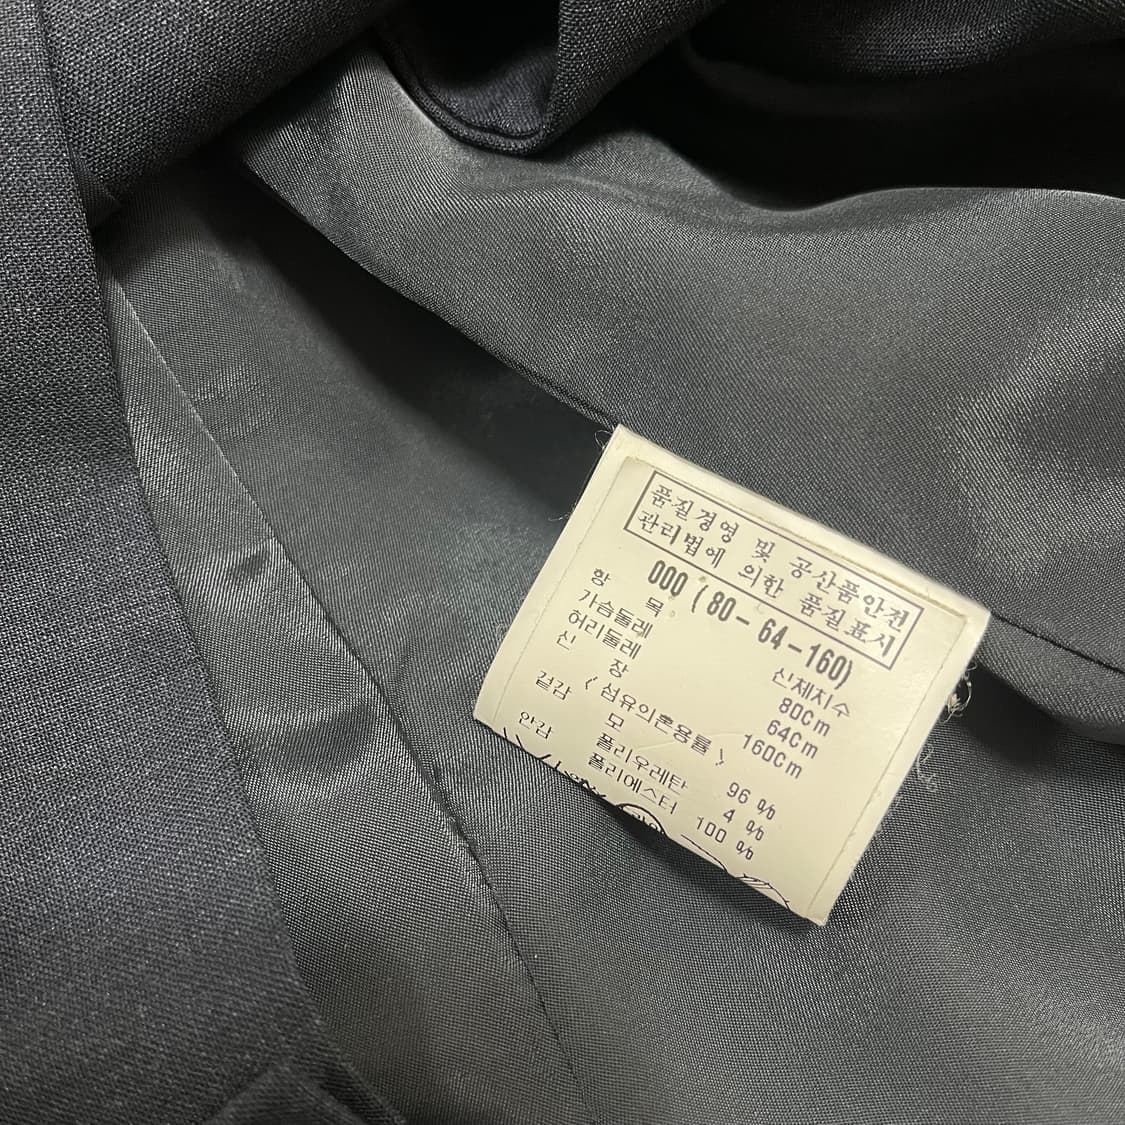 품질경영 및 공산품안전
관리법에 의한 품질표시
000 (80-64-160)
항 목 신체치수
가슴둘레 80Cm
허리둘레 64Cm
신 장 160Cm
〈섬유의혼용률〉
겉감 모 96%
폴리우레탄 4%
안감 폴리에스터 100%